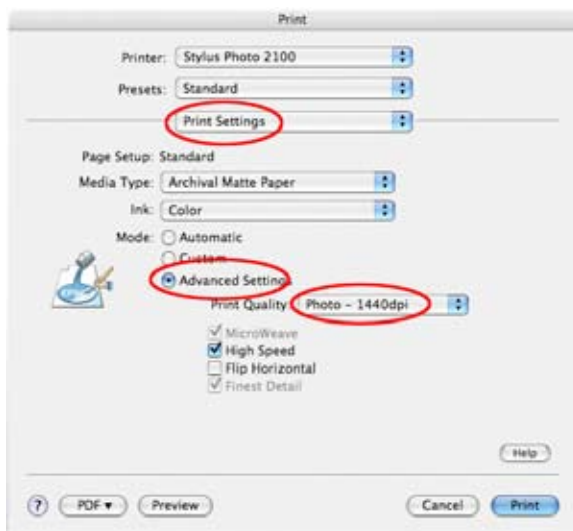 Print
Printer: Stylus Photo 2100
Presets: Standard
Print Settings
Page Setup: Standard
Media Type: Archival Matte Paper
Ink: Color
Mode: Automatic
Custom
Advanced Settings
Print Quality: Photo - 1440dpi
MicroWeave
High Speed
Flip Horizontal
Finest Detail
Help
? PDF ▼ Preview Cancel Print